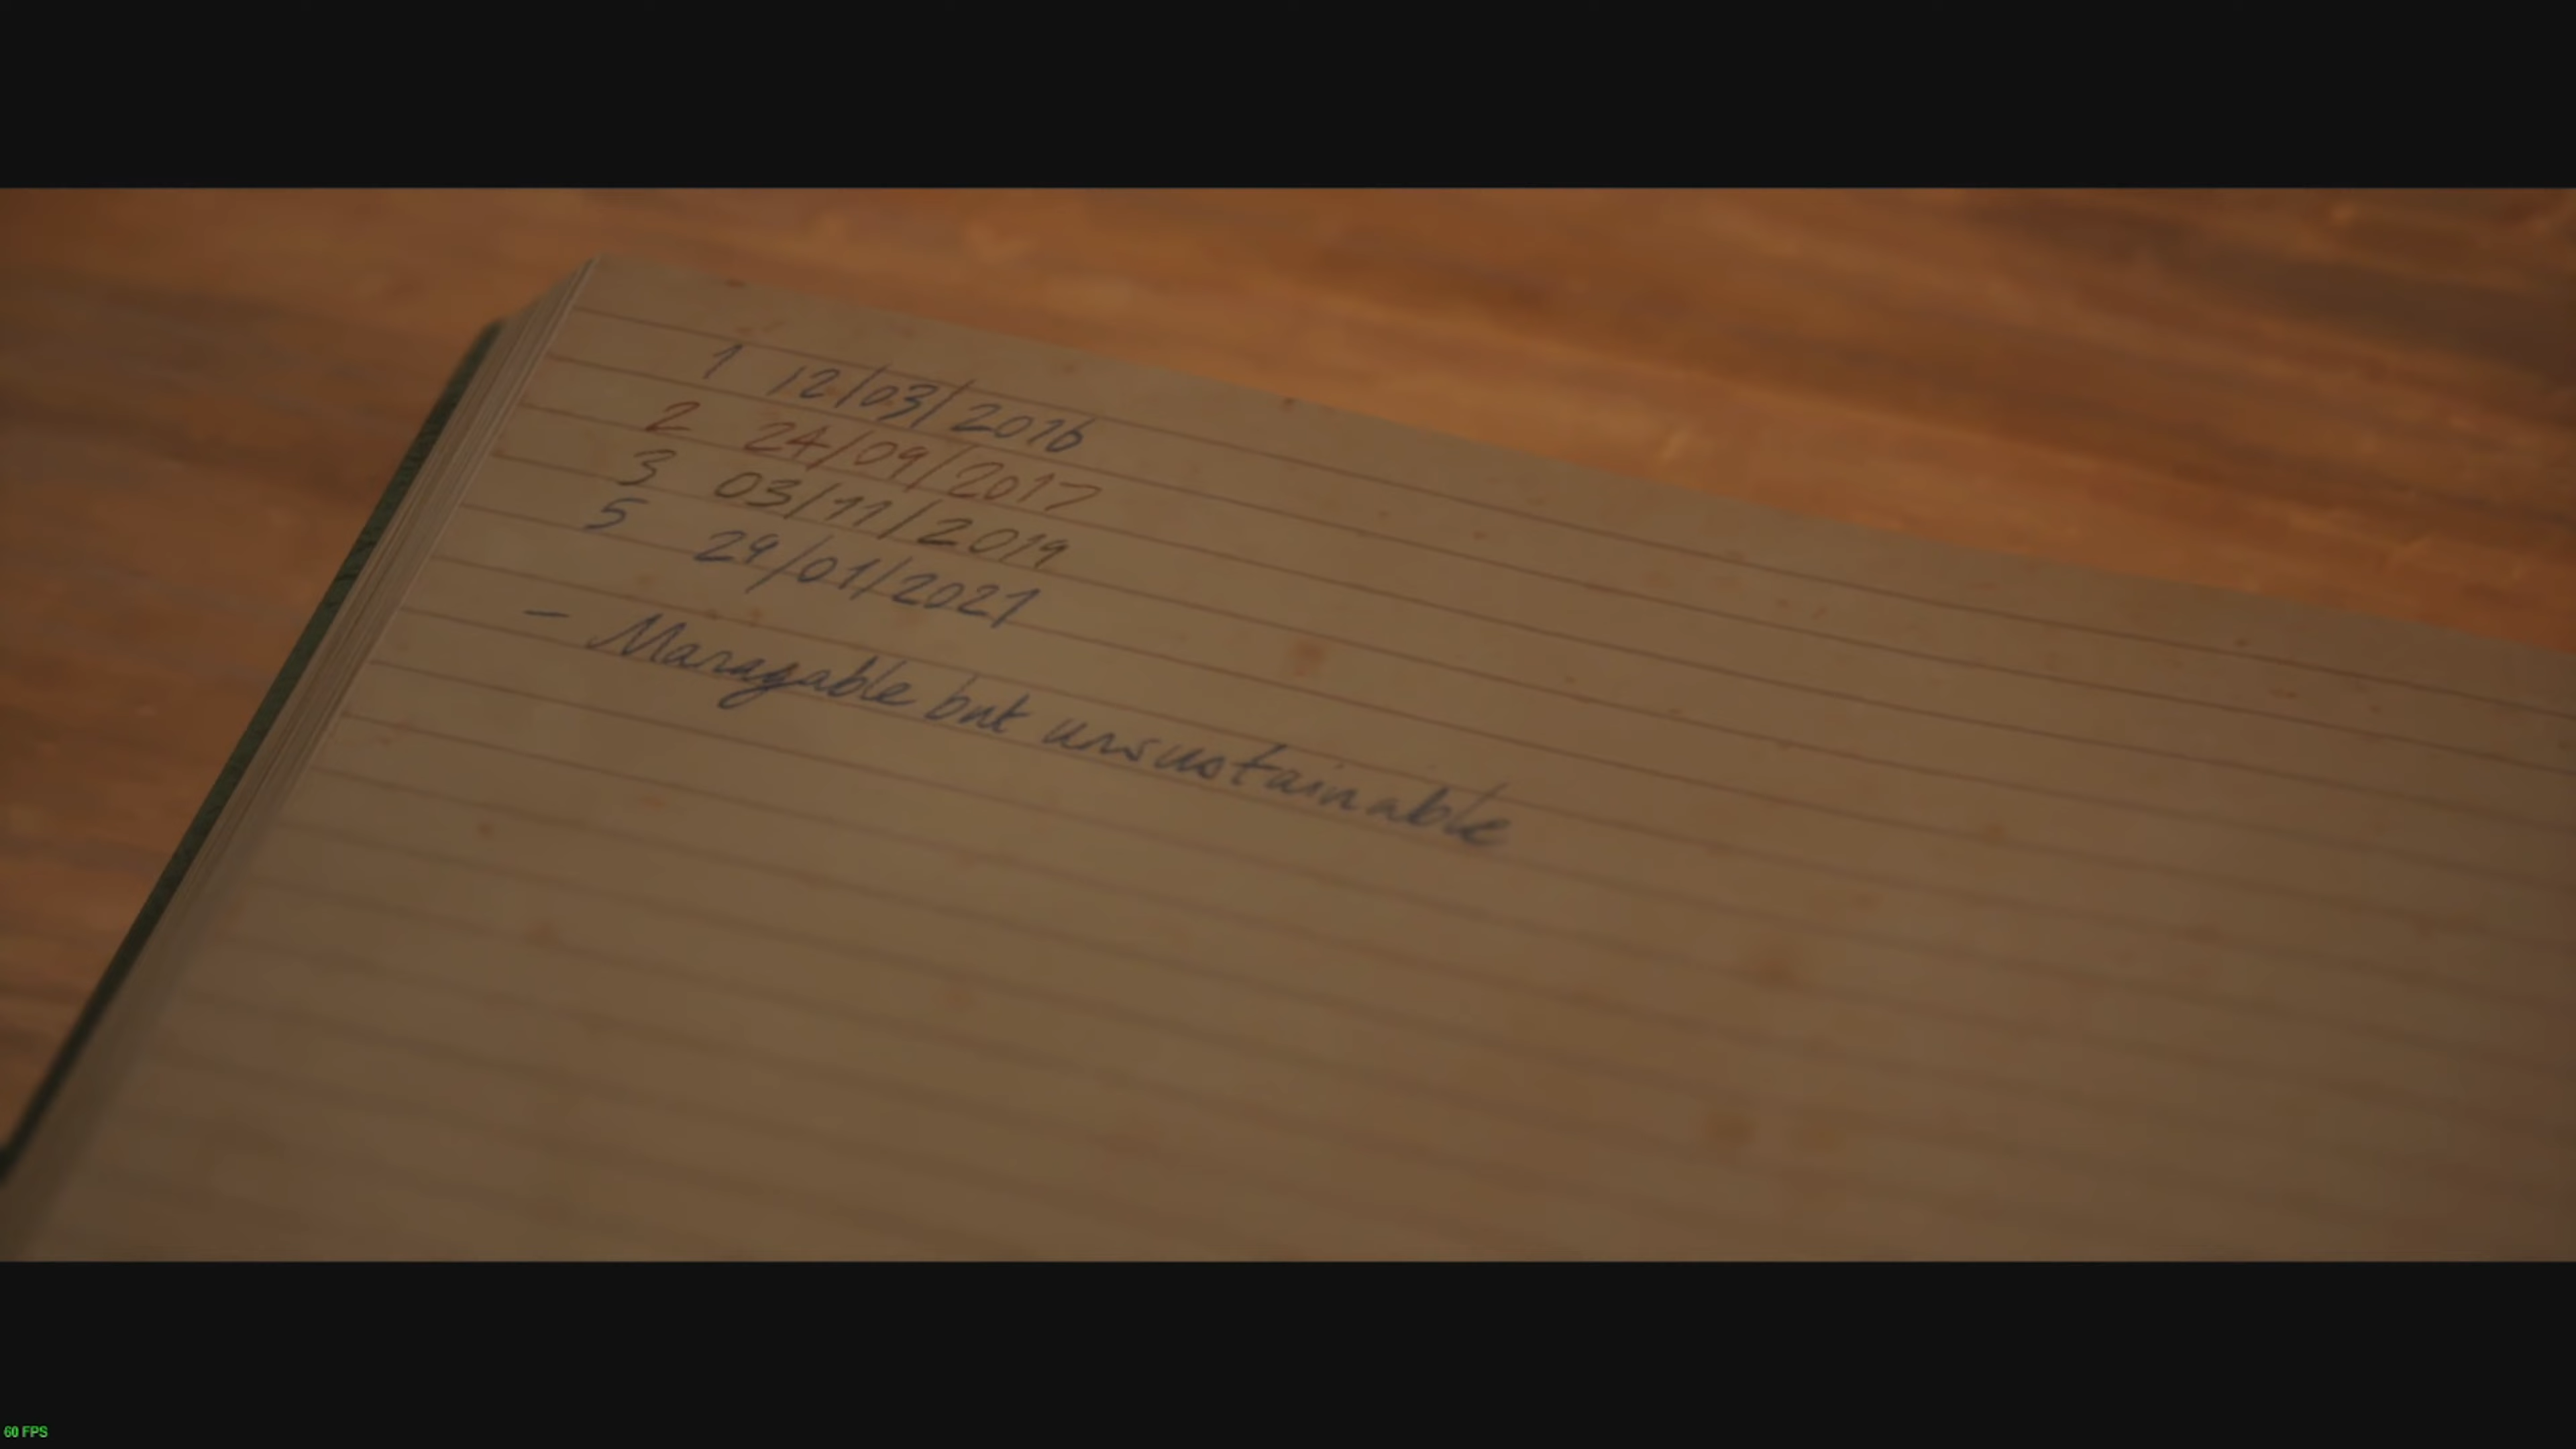 1 12/03/2016
2 24/09/2017
3 03/11/2019
5 29/01/2021
– Managable but unsustainable
60 FPS